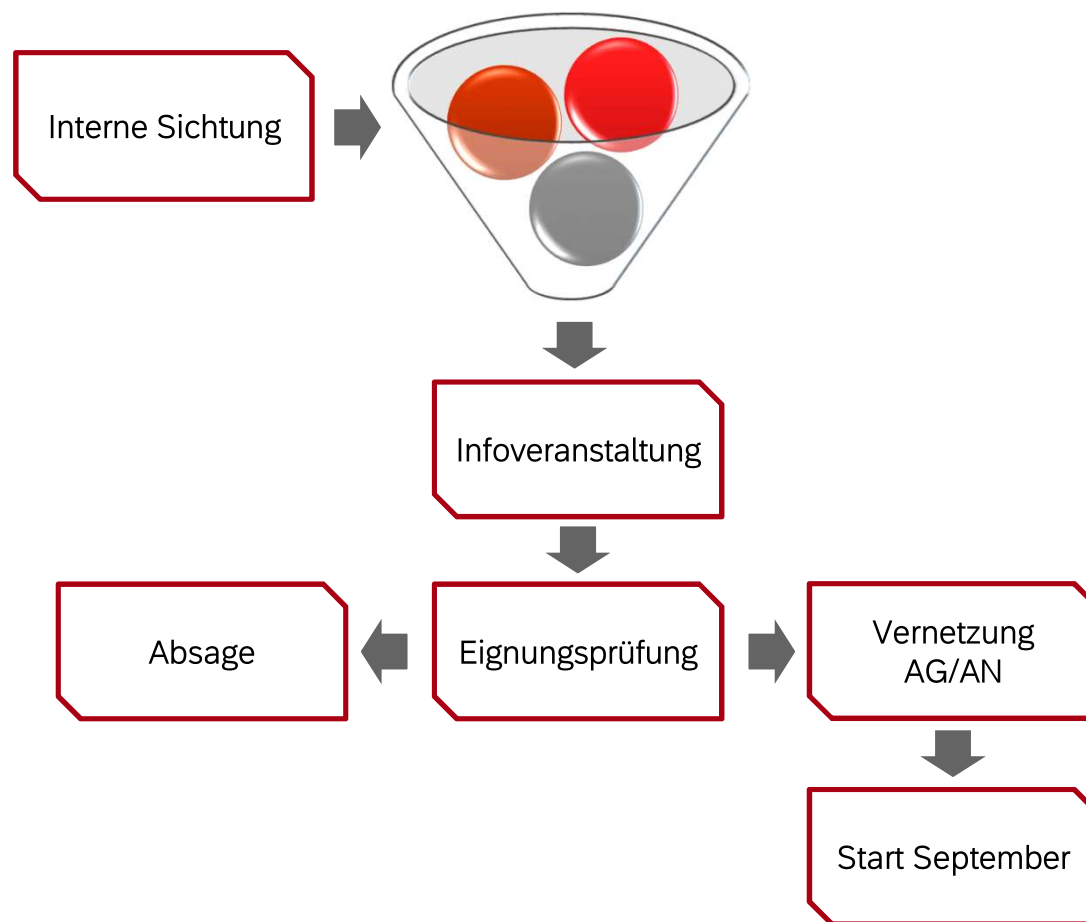 Interne Sichtung
Infoveranstaltung
Absage
Eignungsprüfung
Vernetzung
AG/AN
Start September